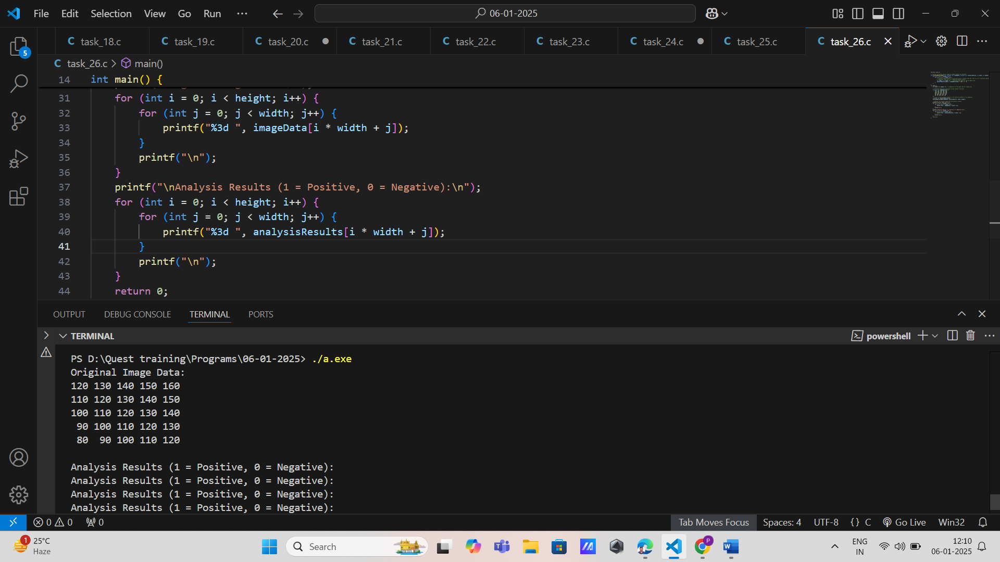 File Edit Selection View Go Run ··· 06-01-2025
task_18.c task_19.c task_20.c task_21.c task_22.c task_23.c task_24.c task_25.c task_26.c
task_26.c > main()
14 int main() {
31 for (int i = 0; i < height; i++) {
32 for (int j = 0; j < width; j++) {
33 printf("%3d ", imageData[i * width + j]);
34 }
35 printf("\n");
36 }
37 printf("\nAnalysis Results (1 = Positive, 0 = Negative):\n");
38 for (int i = 0; i < height; i++) {
39 for (int j = 0; j < width; j++) {
40 printf("%3d ", analysisResults[i * width + j]);
41 }
42 printf("\n");
43 }
44 return 0;
OUTPUT DEBUG CONSOLE TERMINAL PORTS
TERMINAL powershell
PS D:\Quest training\Programs\06-01-2025> ./a.exe
Original Image Data:
120 130 140 150 160
110 120 130 140 150
100 110 120 130 140
90 100 110 120 130
80 90 100 110 120
Analysis Results (1 = Positive, 0 = Negative):
Analysis Results (1 = Positive, 0 = Negative):
Analysis Results (1 = Positive, 0 = Negative):
Analysis Results (1 = Positive, 0 = Negative):
0 0 0 Tab Moves Focus Spaces: 4 UTF-8 {} C Go Live Win32
1 25°C
Haze
Search
ENG
IN
12:10
06-01-2025